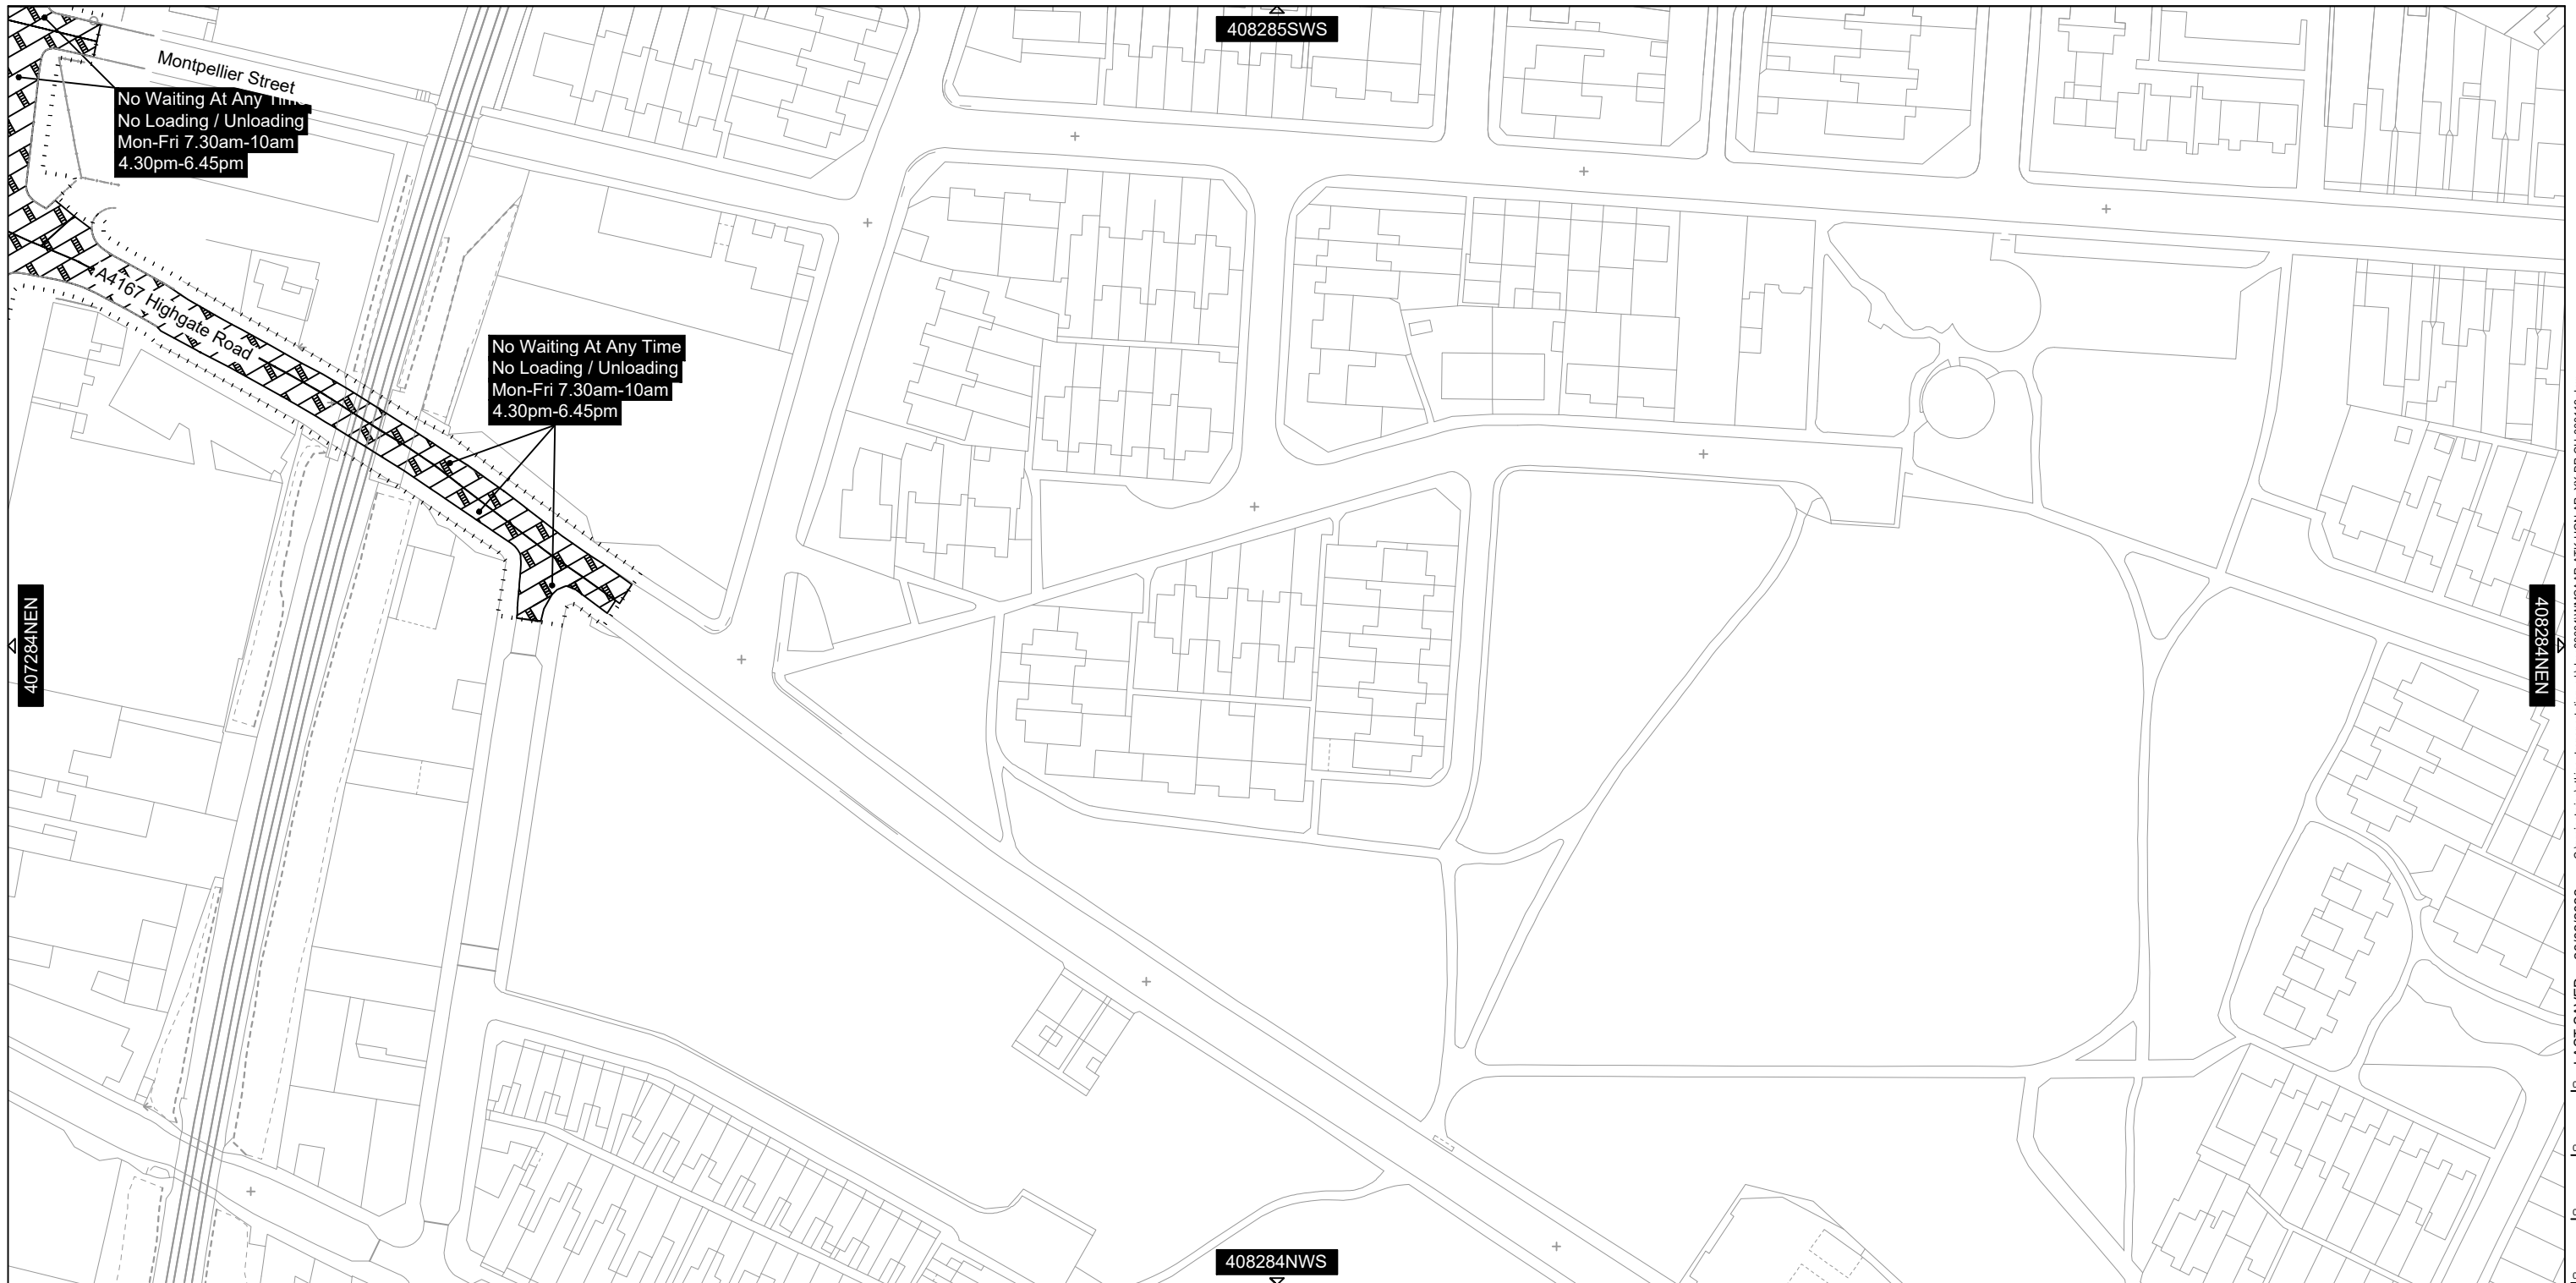 408285SWS
Montpellier Street
No Waiting At Any Time
No Loading / Unloading
Mon-Fri 7.30am-10am
4.30pm-6.45pm
A4167 Highgate Road
No Waiting At Any Time
No Loading / Unloading
Mon-Fri 7.30am-10am
4.30pm-6.45pm
407284NEN
408284NEN
408284NWS